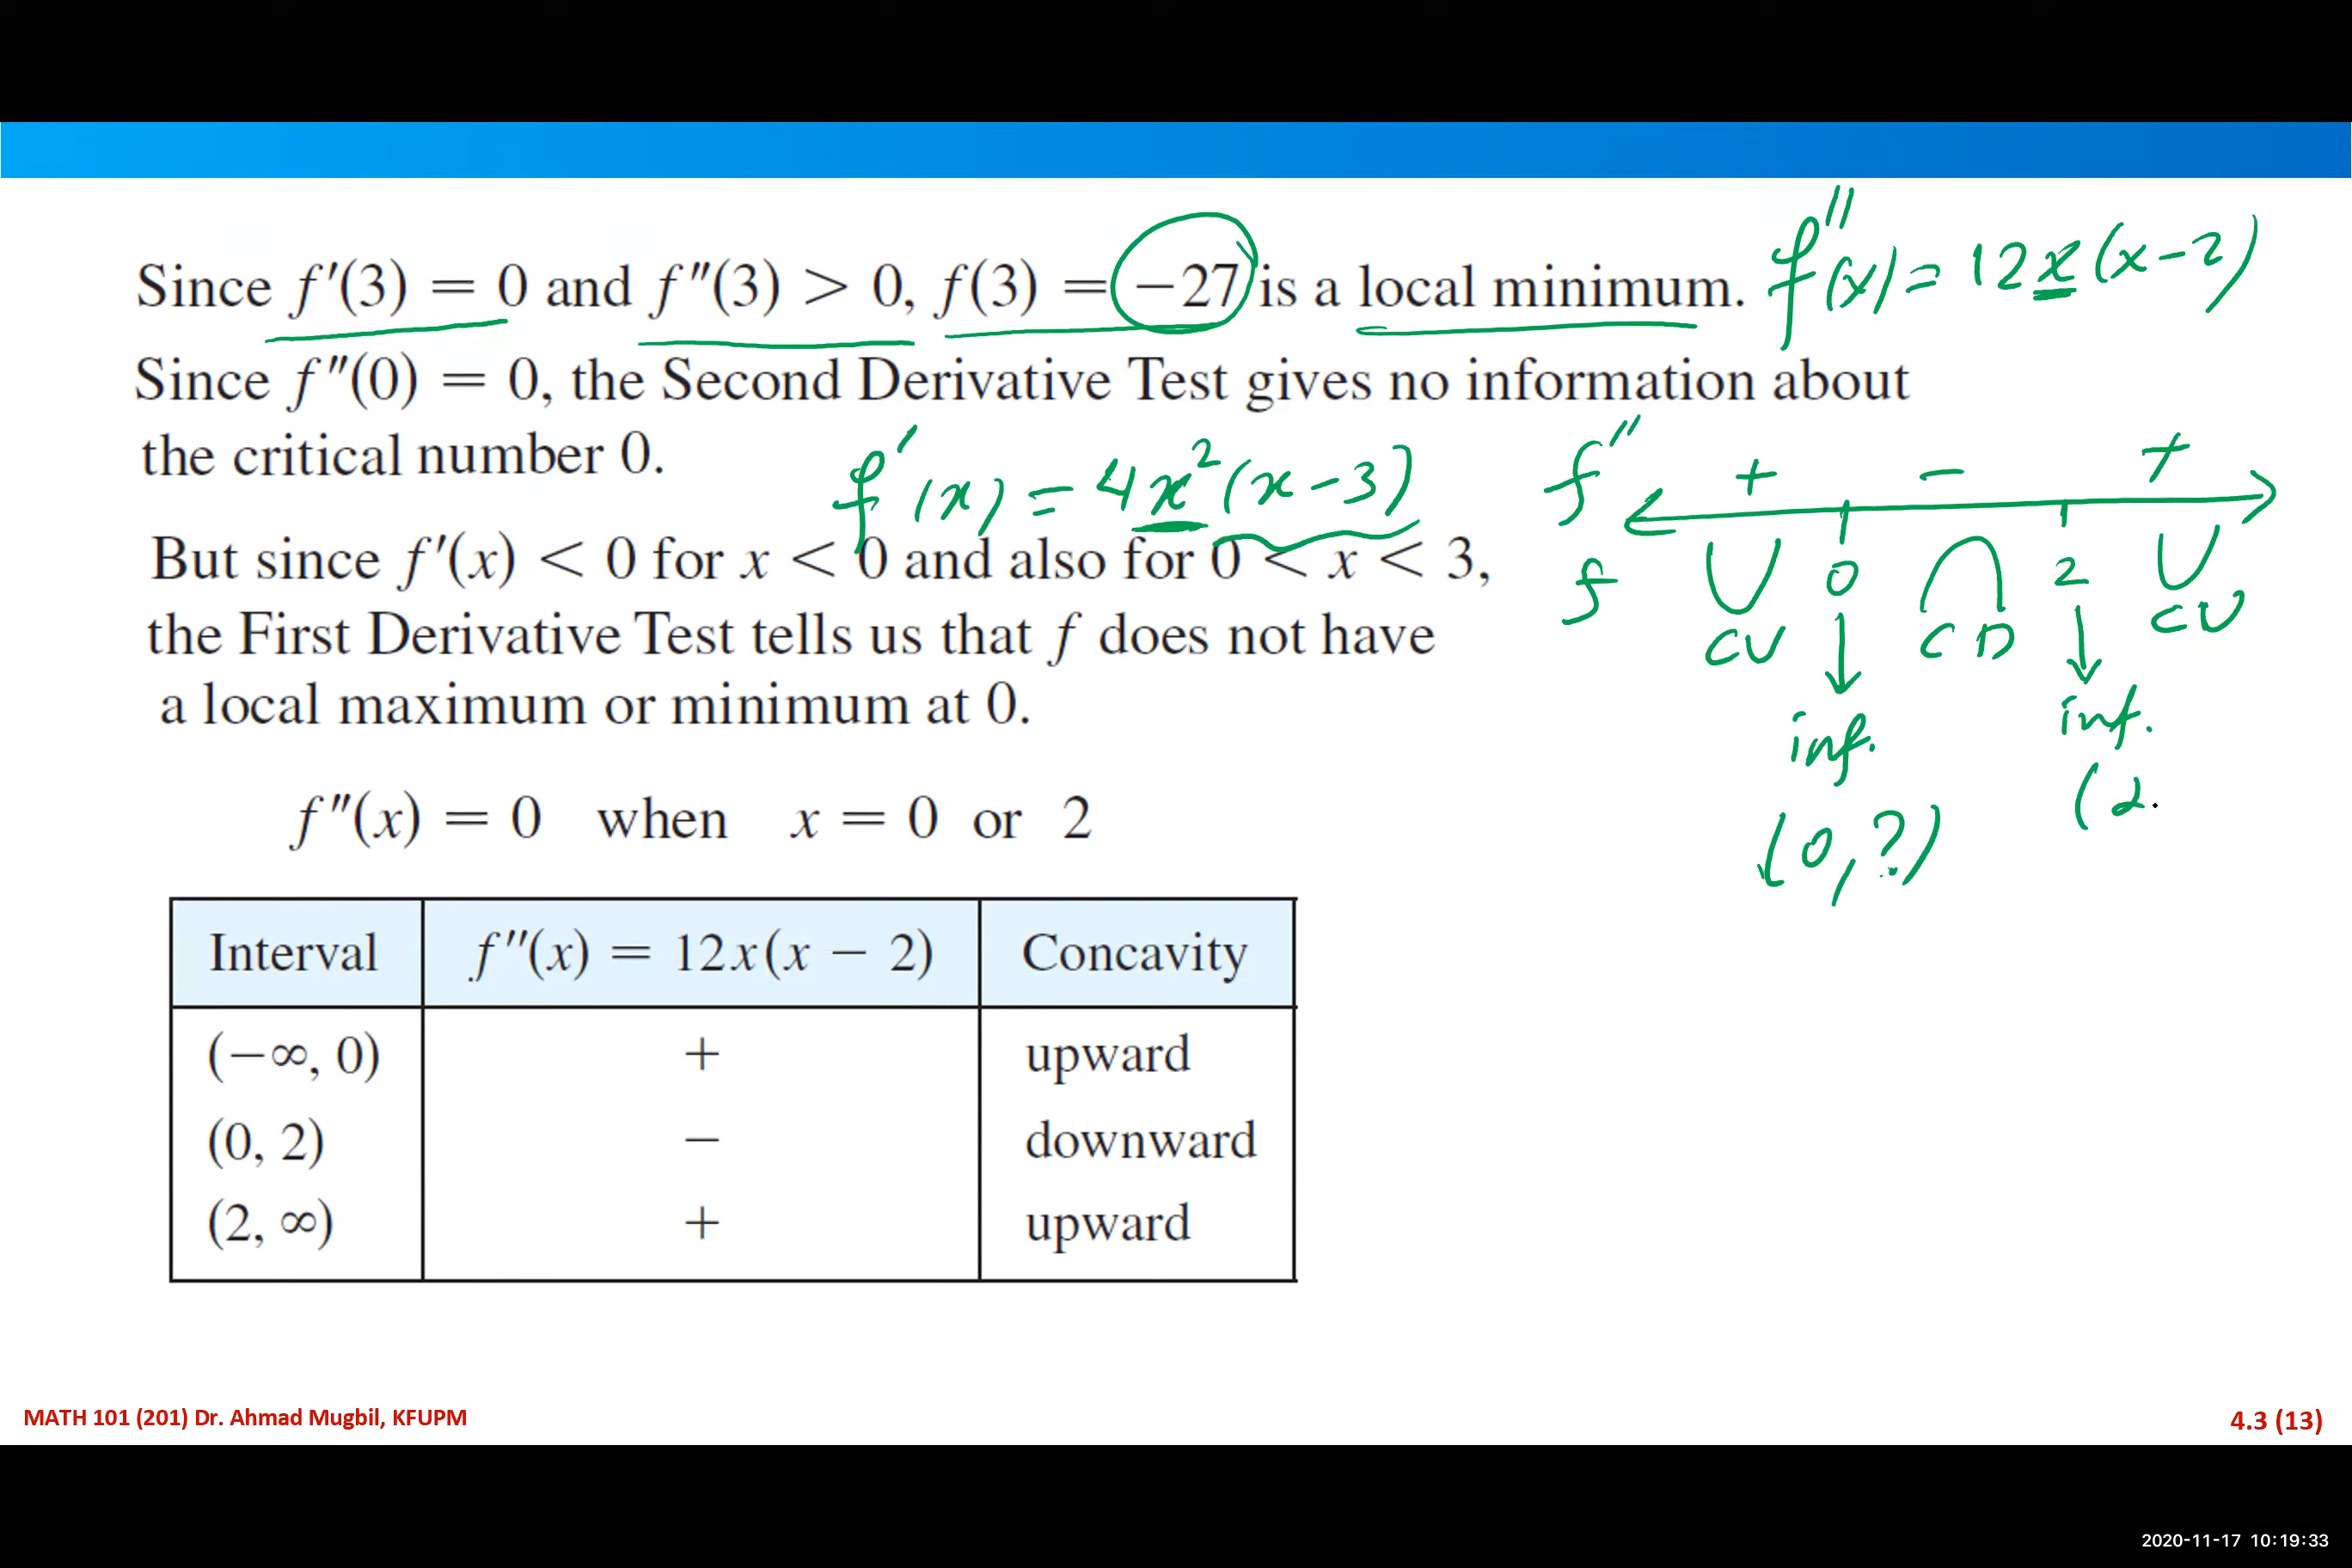 Since f′(3) = 0 and f″(3) > 0, f(3) = −27 is a local minimum.
f″(x) = 12x(x−2)
Since f″(0) = 0, the Second Derivative Test gives no information about
the critical number 0.
f′(x) = 4x²(x−3)
But since f′(x) < 0 for x < 0 and also for 0 < x < 3,
the First Derivative Test tells us that f does not have
a local maximum or minimum at 0.
f″ + − +
f 0 2
CU CD CU
inf. inf.
(0,?) (2
f″(x) = 0 when x = 0 or 2
Interval f″(x) = 12x(x − 2) Concavity
(−∞, 0) + upward
(0, 2) − downward
(2, ∞) + upward
MATH 101 (201) Dr. Ahmad Mugbil, KFUPM
4.3 (13)
2020-11-17 10:19:33